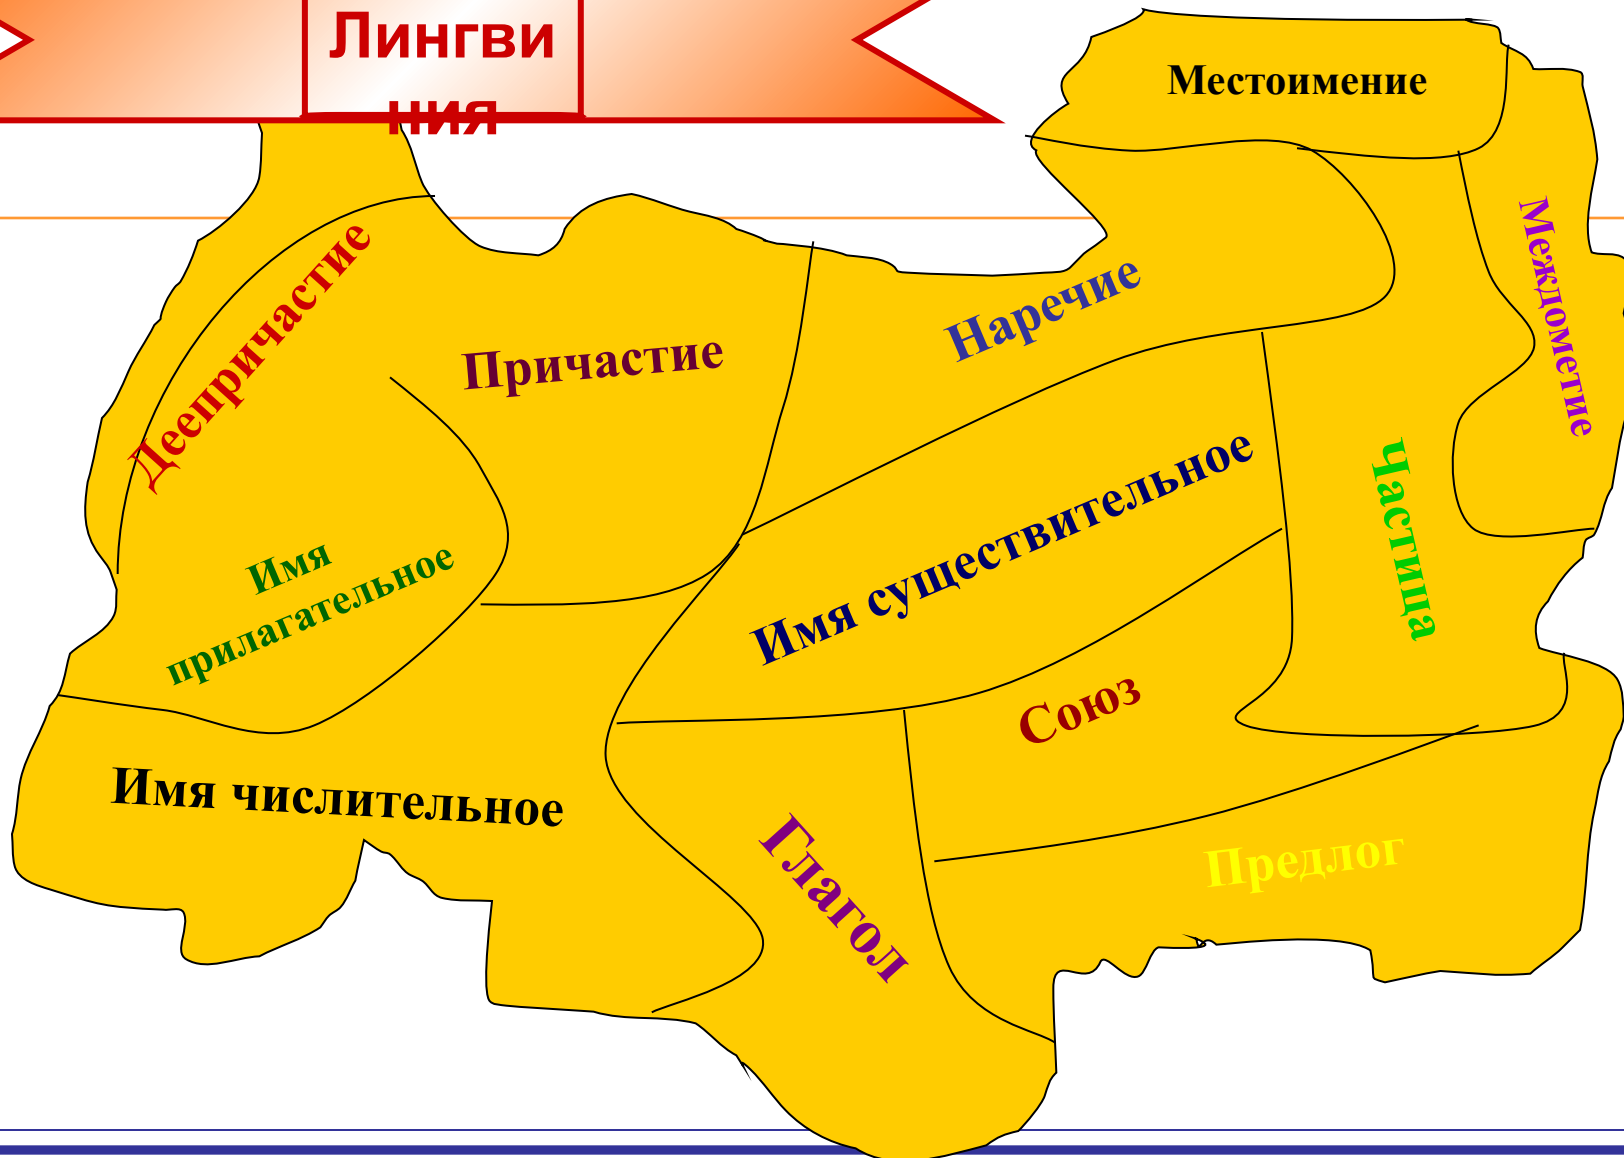 Лингви
ния
Местоимение
Междометие
Деепричастие
Причастие
Наречие
Имя существительное
Частица
Имя
прилагательное
Союз
Имя числительное
Глагол
Предлог